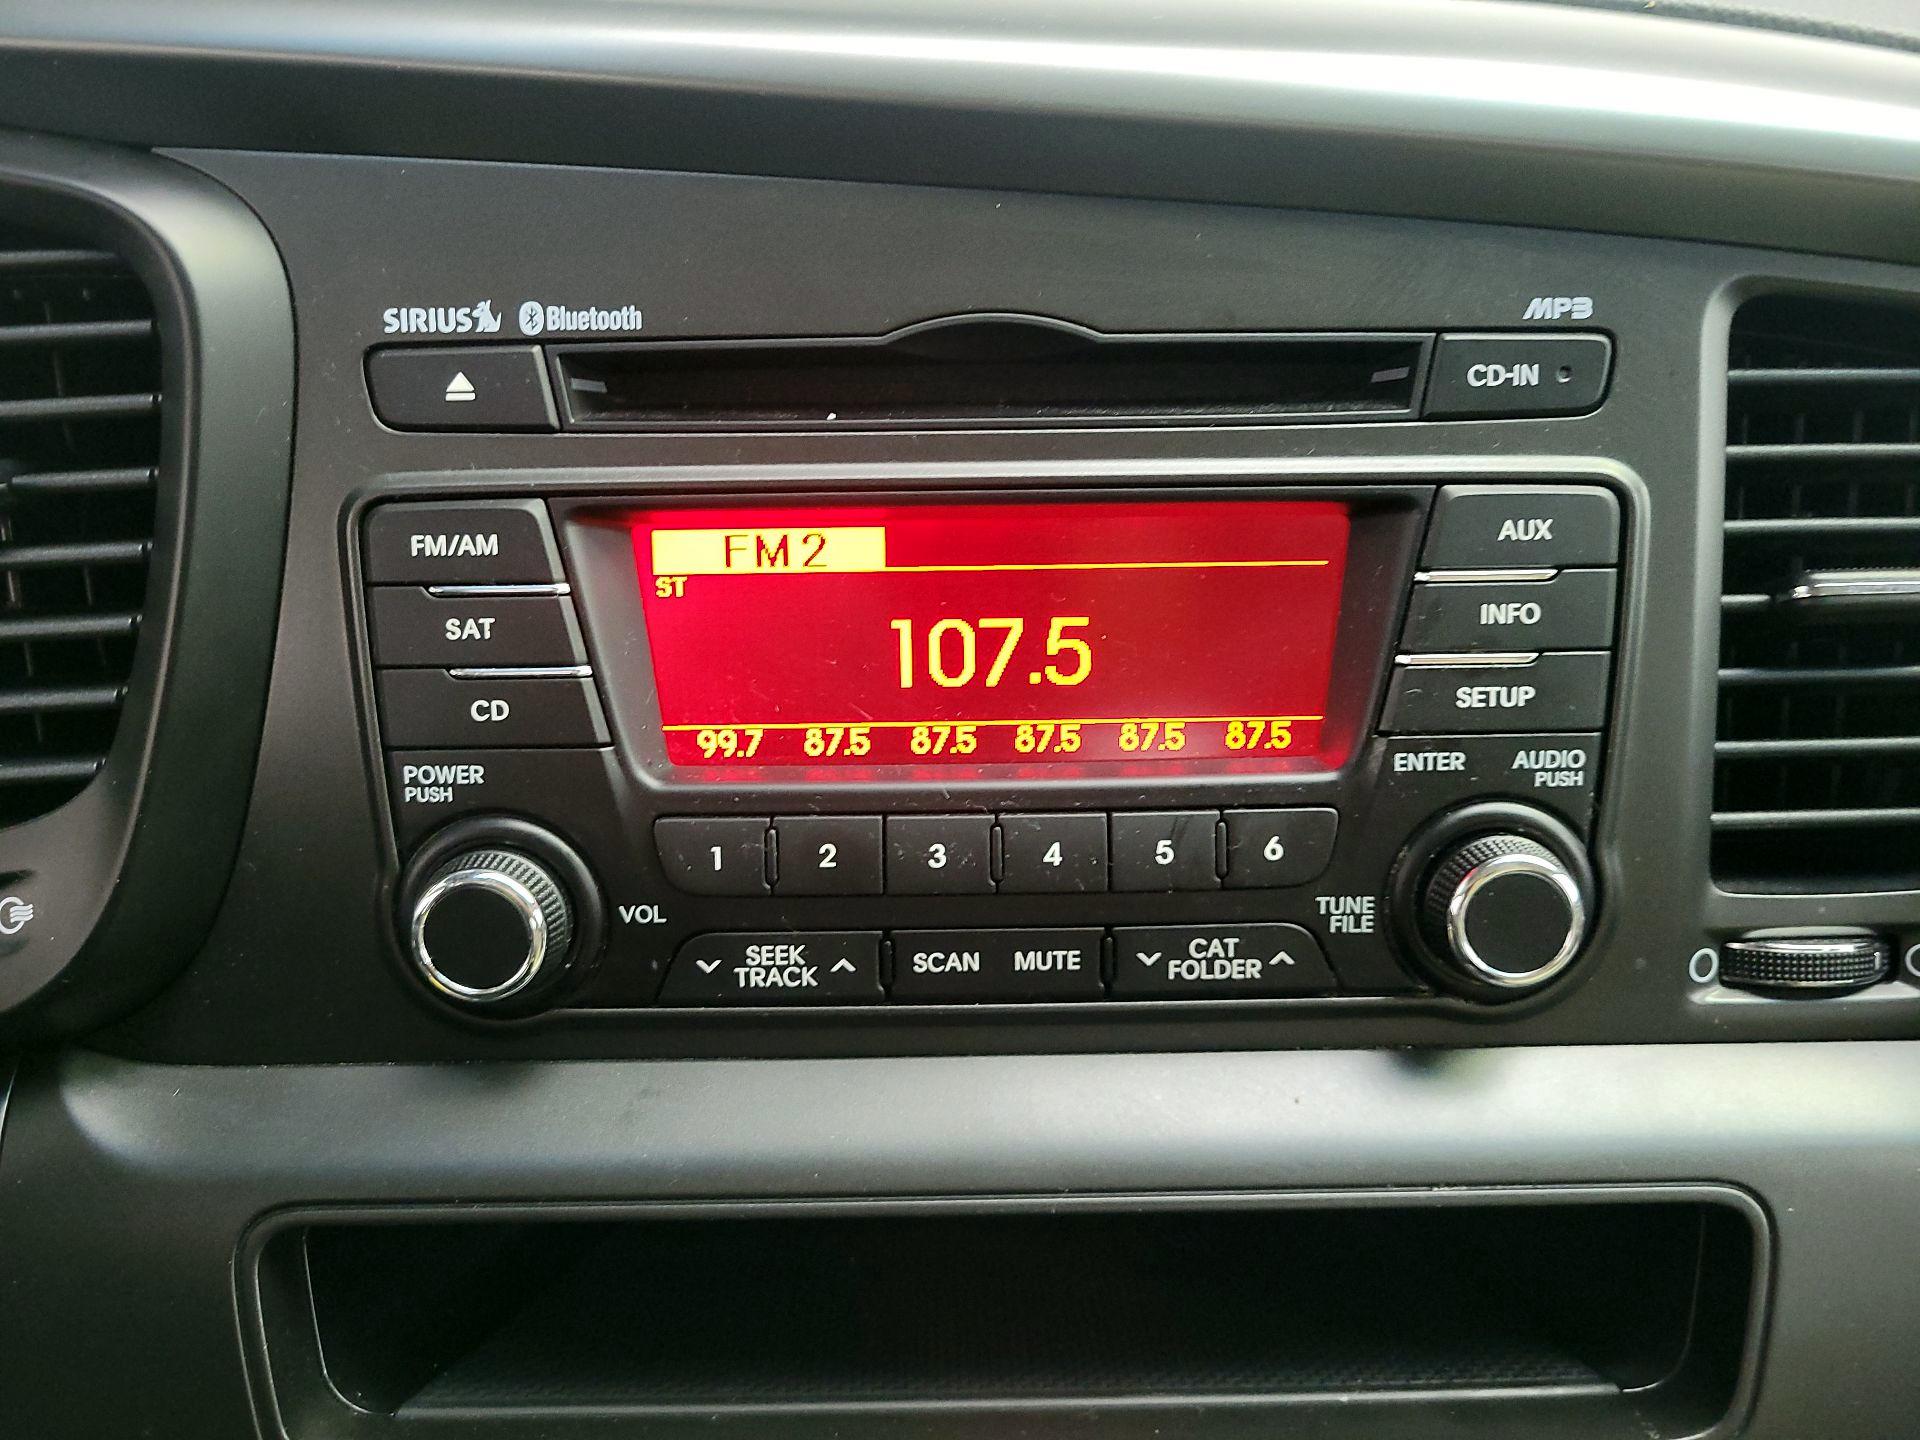 SIRIUS Bluetooth MP3
CD-IN
FM/AM
SAT
CD
FM2
ST
107.5
99.7 87.5 87.5 87.5 87.5 87.5
AUX
INFO
SETUP
POWER
PUSH
ENTER
AUDIO
PUSH
1 2 3 4 5 6
VOL
TUNE
FILE
SEEK
TRACK
SCAN MUTE
CAT
FOLDER